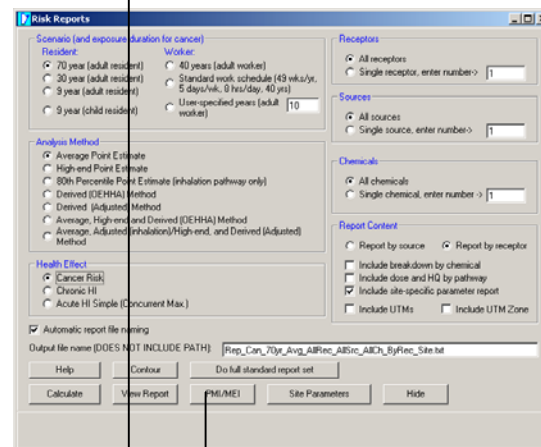 Risk Reports
Scenario (and exposure duration for cancer)
Resident:
Worker:
70 year (adult resident)
30 year (adult resident)
9 year (adult resident)
9 year (child resident)
40 years (adult worker)
Standard work schedule (49 wks/yr,
5 days/wk, 8 hrs/day, 40 yrs)
User-specified years (adult
worker)
10
Analysis Method
Average Point Estimate
High-end Point Estimate
80th Percentile Point Estimate (inhalation pathway only)
Derived (OEHHA) Method
Derived (Adjusted) Method
Average, High-end and Derived (OEHHA) Method
Average, Adjusted (Inhalation)/High-end, and Derived (Adjusted)
Method
Health Effect
Cancer Risk
Chronic HI
Acute HI Simple (Concurrent Max.)
Receptors
All receptors
Single receptor, enter number->
1
Sources
All sources
Single source, enter number->
1
Chemicals
All chemicals
Single chemical, enter number ->
1
Report Content
Report by source
Report by receptor
Include breakdown by chemical
Include dose and HQ by pathway
Include site-specific parameter report
Include UTMs
Include UTM Zone
Automatic report file naming
Output file name (DOES NOT INCLUDE PATH):
Rep_Can_70yr_Avg_AllRec_AllSrc_AllCh_ByRec_Site.txt
Help
Contour
Do full standard report set
Calculate
View Report
PMI/MEI
Site Parameters
Hide